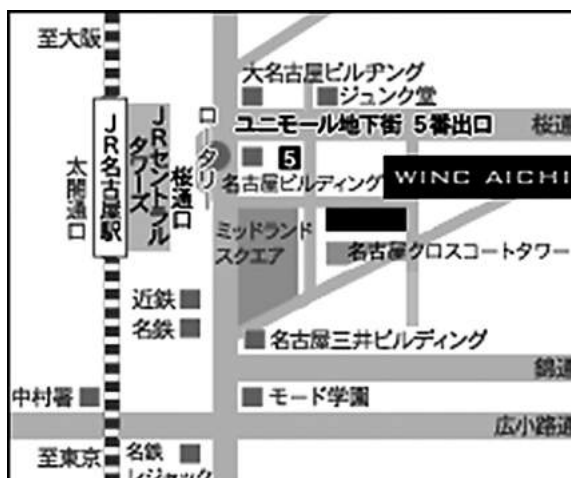 至大阪
大名古屋ビルヂング
ジュンク堂
ユニモール地下街 5番出口
桜通
ロータリー
JR名古屋駅
JRセントラル
タワーズ
桜通口
太閤通口
5
名古屋ビルディング
WINC AICHI
ミッドランド
スクエア
名古屋クロスコートタワー
近鉄
名鉄
名古屋三井ビルディング
錦通
中村署
モード学園
広小路通
至東京
名鉄
レジャック